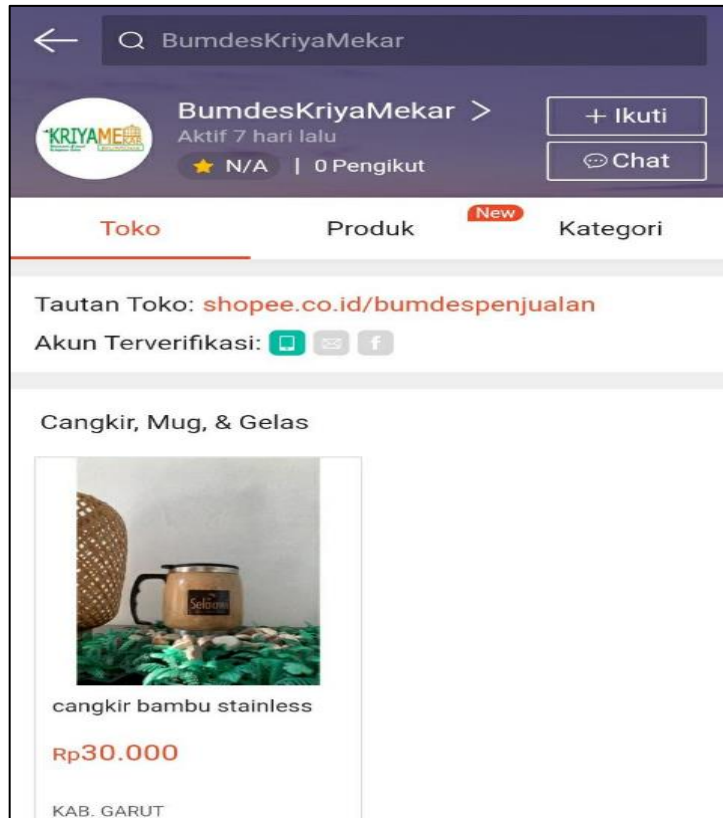 BumdesKriyaMekar
BumdesKriyaMekar >
Aktif 7 hari lalu
N/A | 0 Pengikut
+ Ikuti
Chat
KRIYAME
Toko
Produk
New
Kategori
Tautan Toko: shopee.co.id/bumdespenjualan
Akun Terverifikasi:
Cangkir, Mug, & Gelas
cangkir bambu stainless
Rp30.000
KAB. GARUT